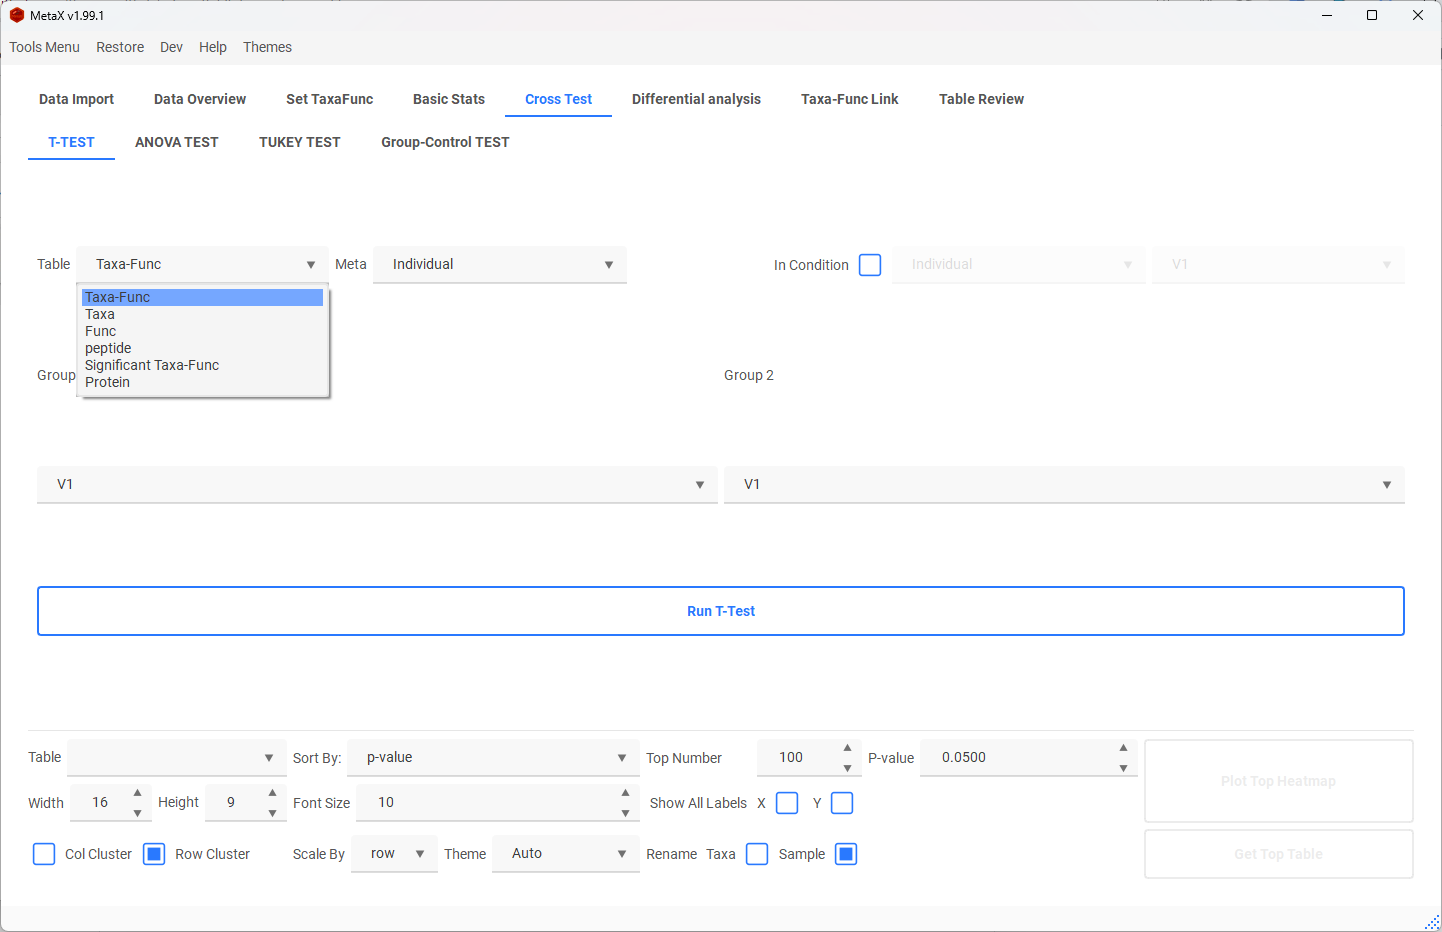 MetaX v1.99.1
Tools Menu Restore Dev Help Themes
Data Import Data Overview Set TaxaFunc Basic Stats Cross Test Differential analysis Taxa-Func Link Table Review
T-TEST ANOVA TEST TUKEY TEST Group-Control TEST
Table Taxa-Func Meta Individual In Condition Individual V1
Taxa-Func
Taxa
Func
peptide
Significant Taxa-Func
Protein
Group Group 2
V1 V1
Run T-Test
Table Sort By: p-value Top Number 100 P-value 0.0500 Plot Top Heatmap
Width 16 Height 9 Font Size 10 Show All Labels X Y
Col Cluster Row Cluster Scale By row Theme Auto Rename Taxa Sample Get Top Table